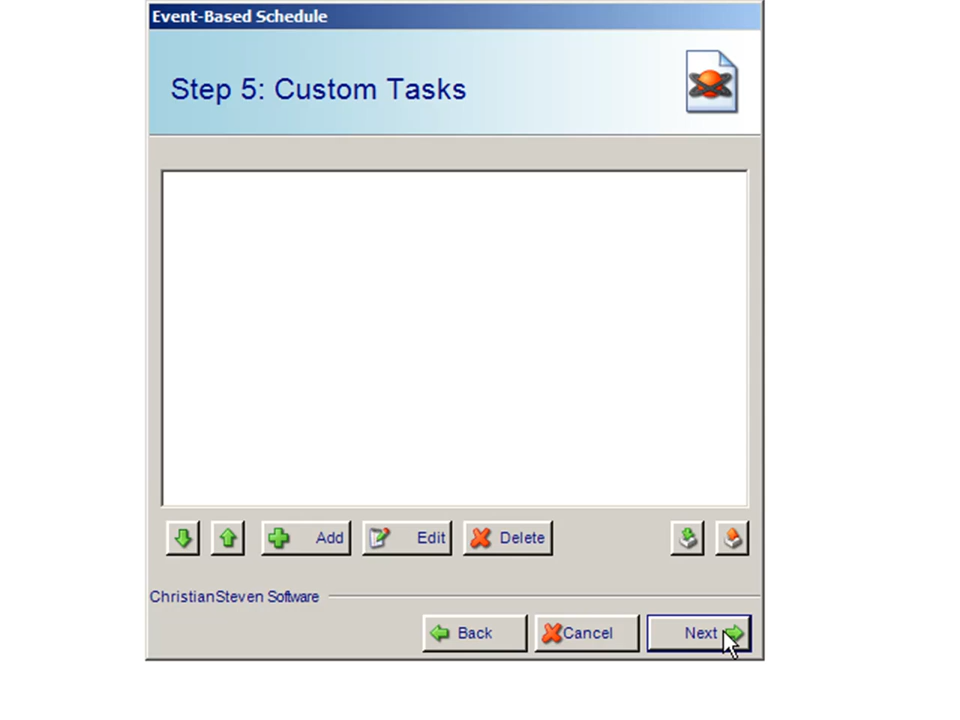 Event-Based Schedule
Step 5: Custom Tasks
Add Edit Delete
ChristianSteven Software
Back Cancel Next